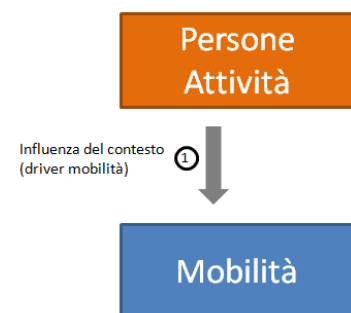 Persone
Attività
Influenza del contesto
(driver mobilità)
1
Mobilità